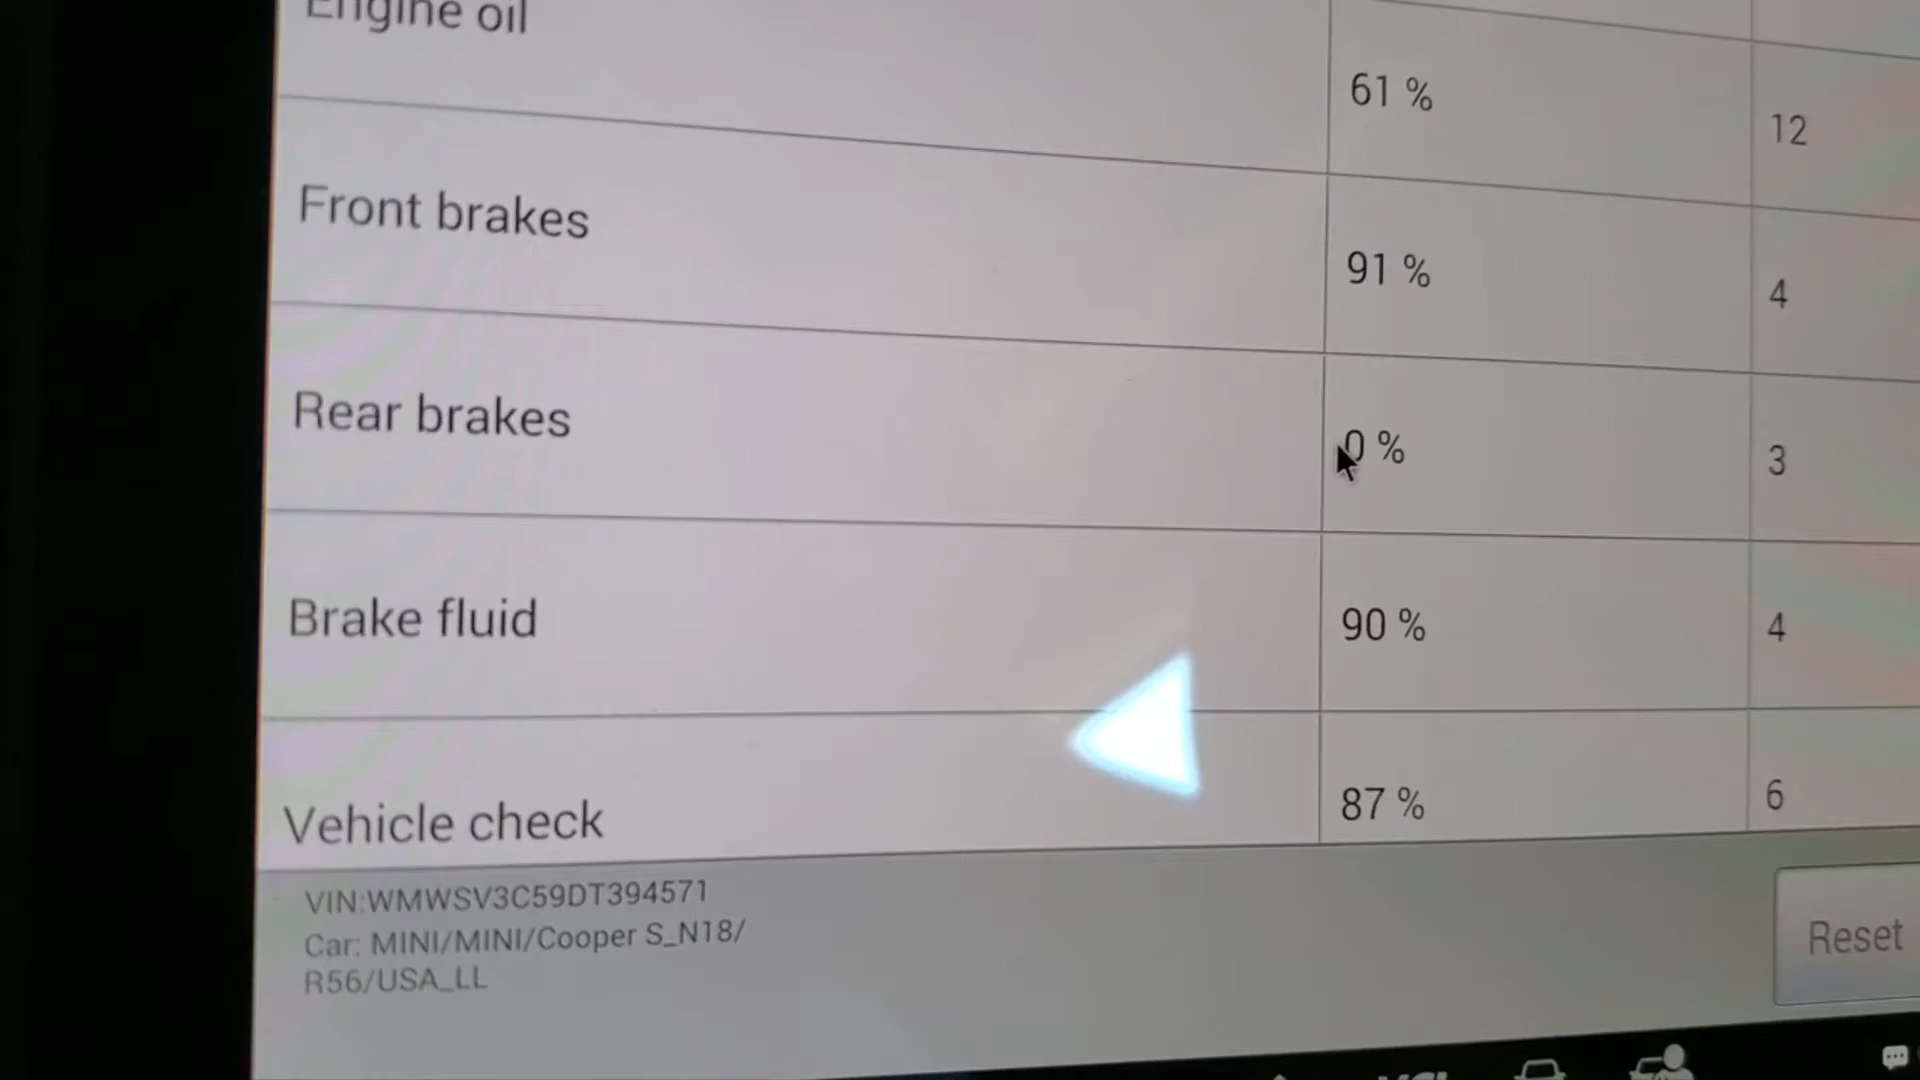 Engine oil 61 % 12
Front brakes 91 % 4
Rear brakes 0 % 3
Brake fluid 90 % 4
Vehicle check 87 % 6
VIN:WMWSV3C59DT394571
Car: MINI/MINI/Cooper S_N18/
R56/USA_LL
Reset